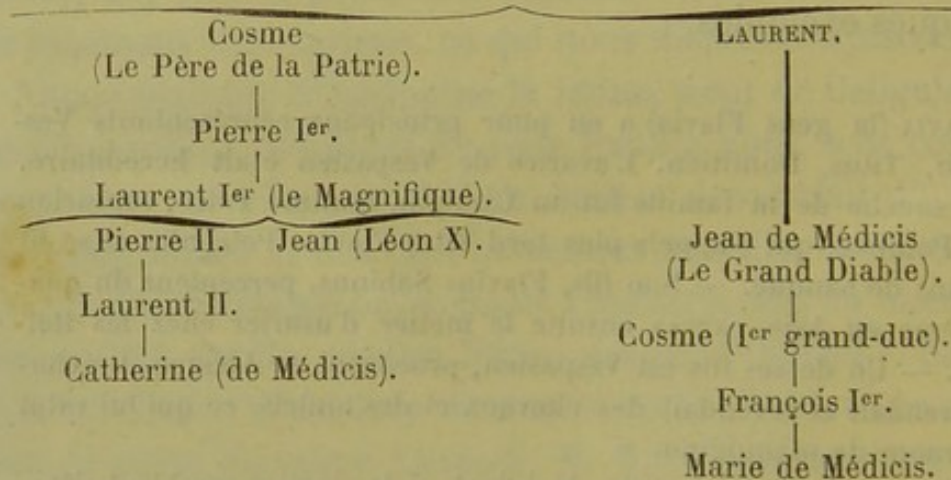 Cosme
(Le Père de la Patrie).
Pierre Iᵉʳ.
Laurent Iᵉʳ (le Magnifique).
Pierre II. Jean (Léon X).
Laurent II.
Catherine (de Médicis).
LAURENT.
Jean de Médicis
(Le Grand Diable).
Cosme (Iᵉʳ grand-duc).
François Iᵉʳ.
Marie de Médicis.